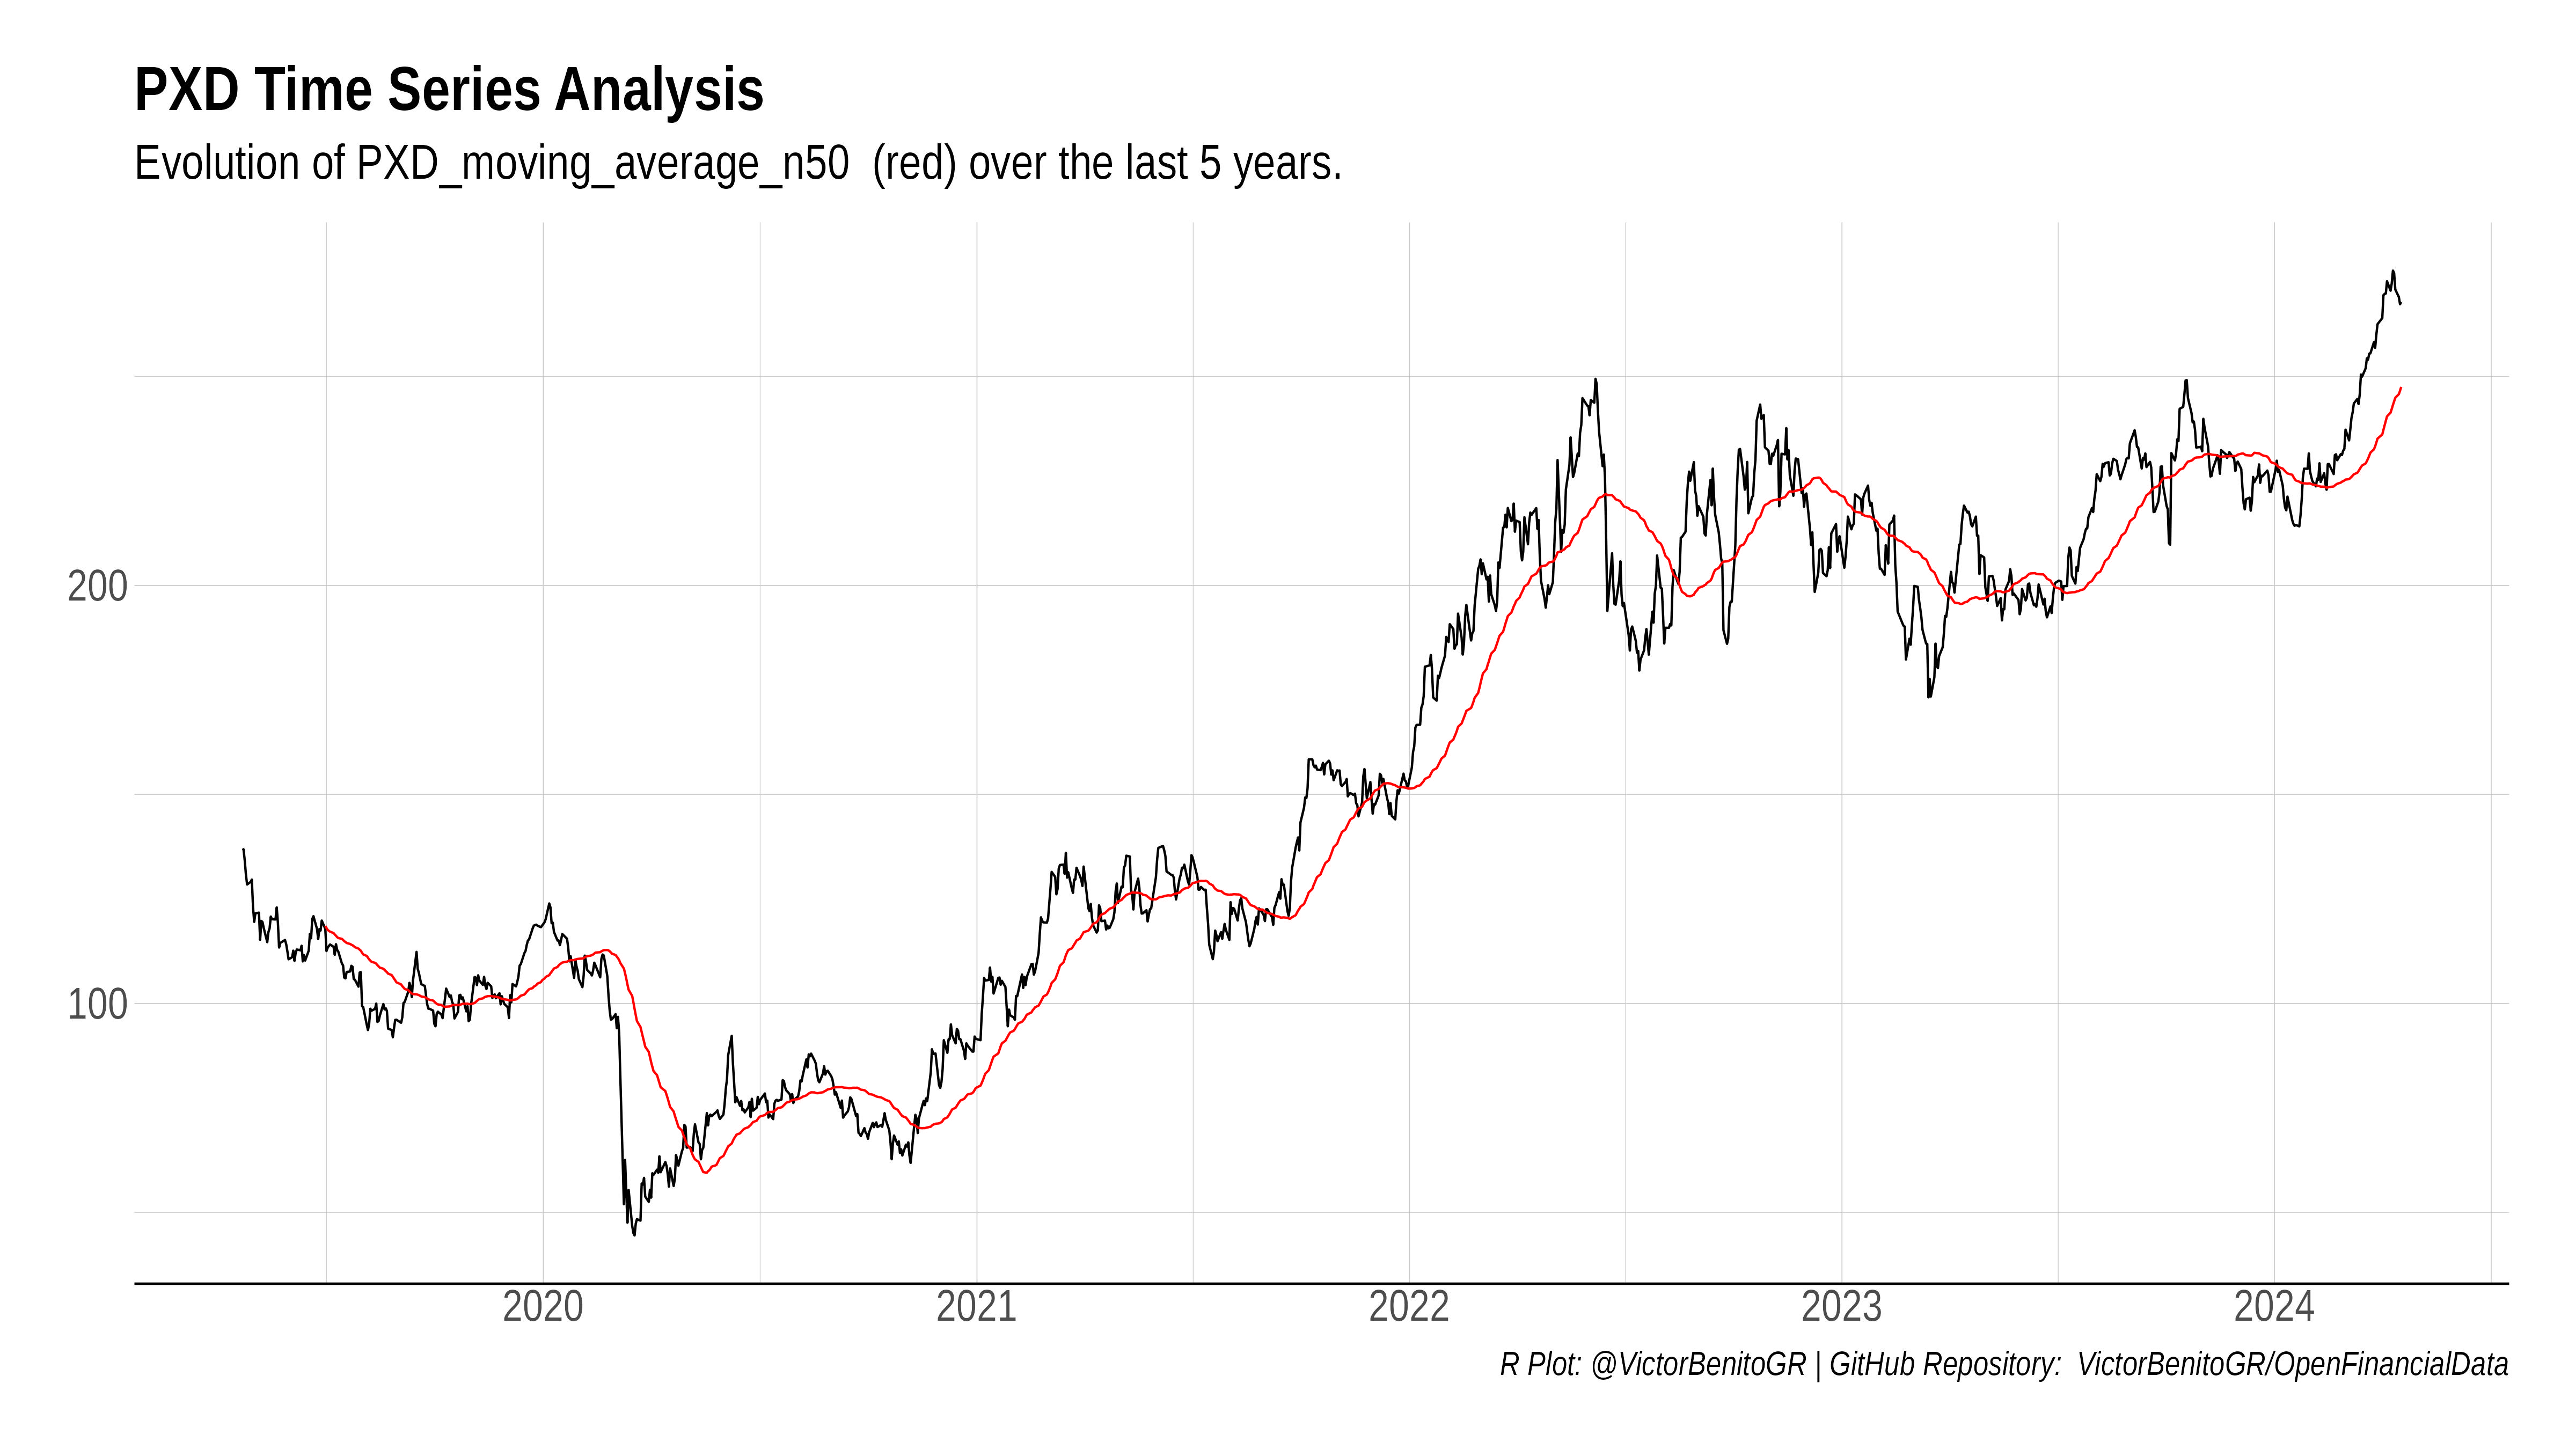 PXD Time Series Analysis
Evolution of PXD_moving_average_n50  (red) over the last 5 years.
200
100
2020 2021 2022 2023 2024
R Plot: @VictorBenitoGR | GitHub Repository:  VictorBenitoGR/OpenFinancialData